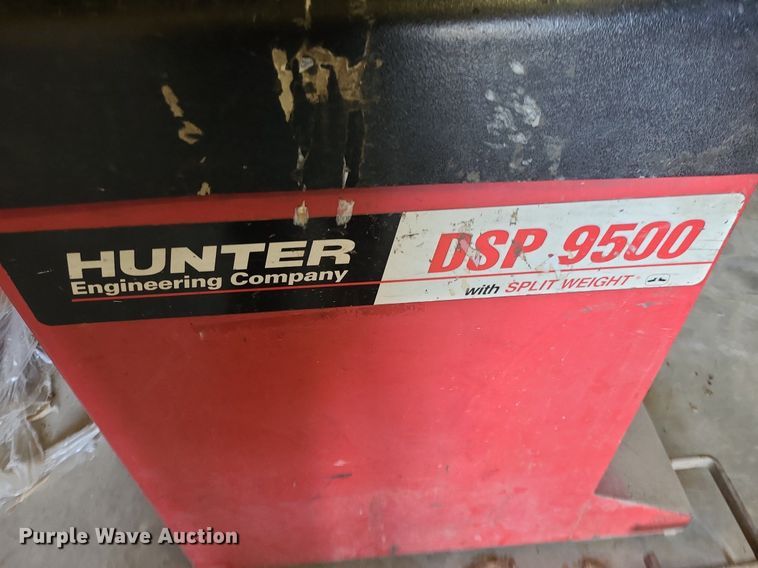 HUNTER
Engineering Company
DSP 9500
with SPLIT WEIGHT
Purple Wave Auction